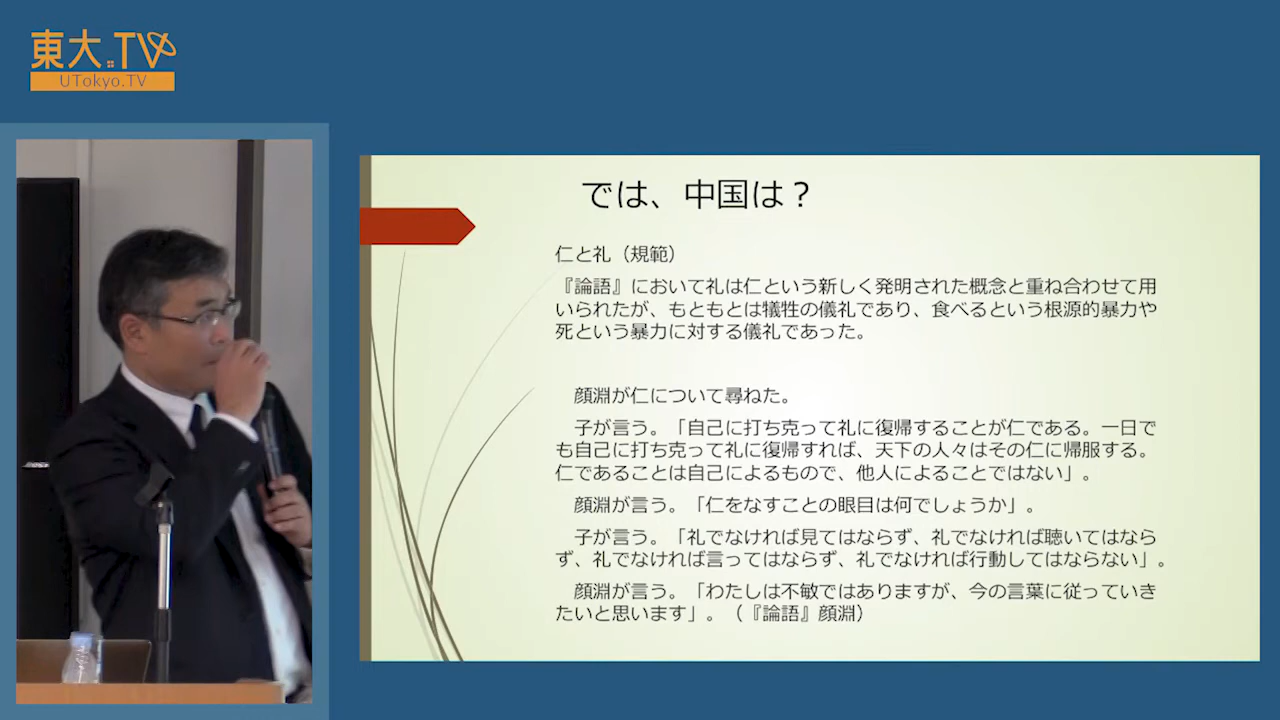 東大.TV
UTokyo.TV
では、中国は？
仁と礼（規範）
『論語』において礼は仁という新しく発明された概念と重ね合わせて用
いられたが、もともとは犠牲の儀礼であり、食べるという根源的暴力や
死という暴力に対する儀礼であった。
顔淵が仁について尋ねた。
子が言う。「自己に打ち克って礼に復帰することが仁である。一日で
も自己に打ち克って礼に復帰すれば、天下の人々はその仁に帰服する。
仁であることは自己によるもので、他人によることではない」。
顔淵が言う。「仁をなすことの眼目は何でしょうか」。
子が言う。「礼でなければ見てはならず、礼でなければ聴いてはなら
ず、礼でなければ言ってはならず、礼でなければ行動してはならない」。
顔淵が言う。「わたしは不敏ではありますが、今の言葉に従っていき
たいと思います」。（『論語』顔淵）